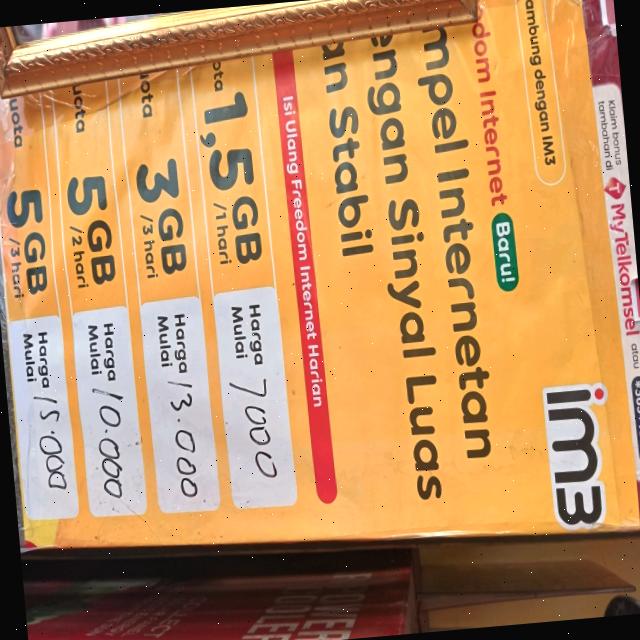 Klaim bonus
tambahan di
MyTelkomsel
atau
ambung dengan IM3
im3
dom Internet Baru!
mpel Internetan
engan Sinyal Luas
an Stabil
Isi Ulang Freedom Internet Harian
ota 1,5 GB /1 hari
Harga Mulai 7000
uota 3 GB /3 hari
Harga Mulai 13.000
uota 5 GB /2 hari
Harga Mulai 10.000
uota 5 GB /3 hari
Harga Mulai 15.000
POWER